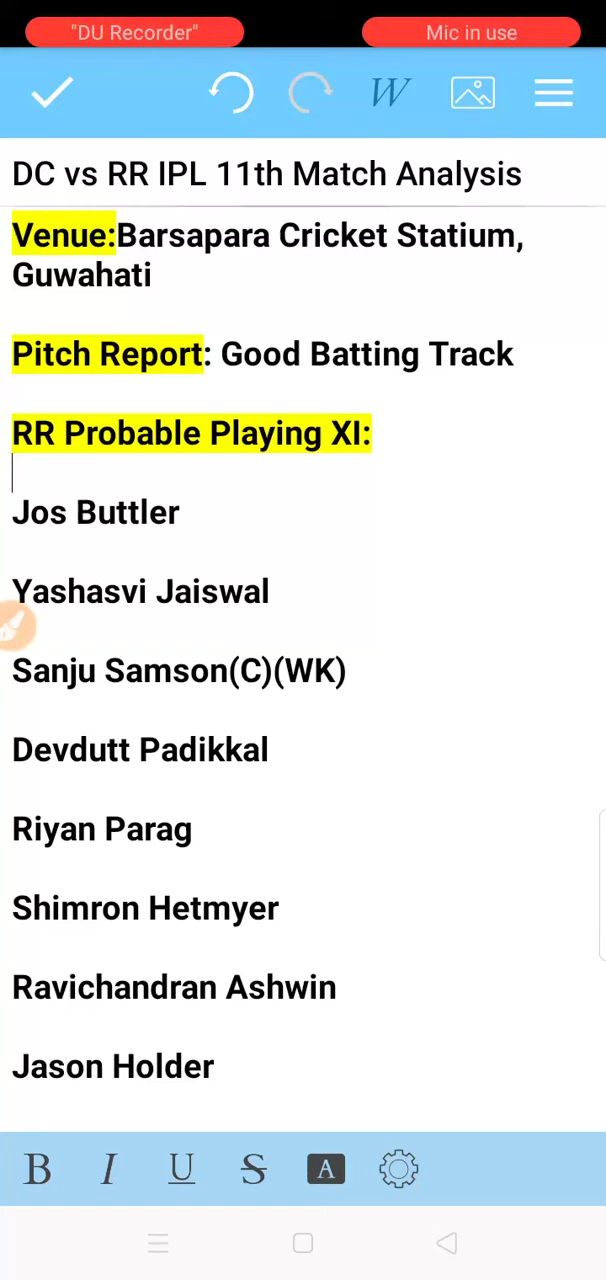 "DU Recorder"
Mic in use
W
DC vs RR IPL 11th Match Analysis
Venue:Barsapara Cricket Statium,
Guwahati
Pitch Report: Good Batting Track
RR Probable Playing XI:
Jos Buttler
Yashasvi Jaiswal
Sanju Samson(C)(WK)
Devdutt Padikkal
Riyan Parag
Shimron Hetmyer
Ravichandran Ashwin
Jason Holder
B I U S A